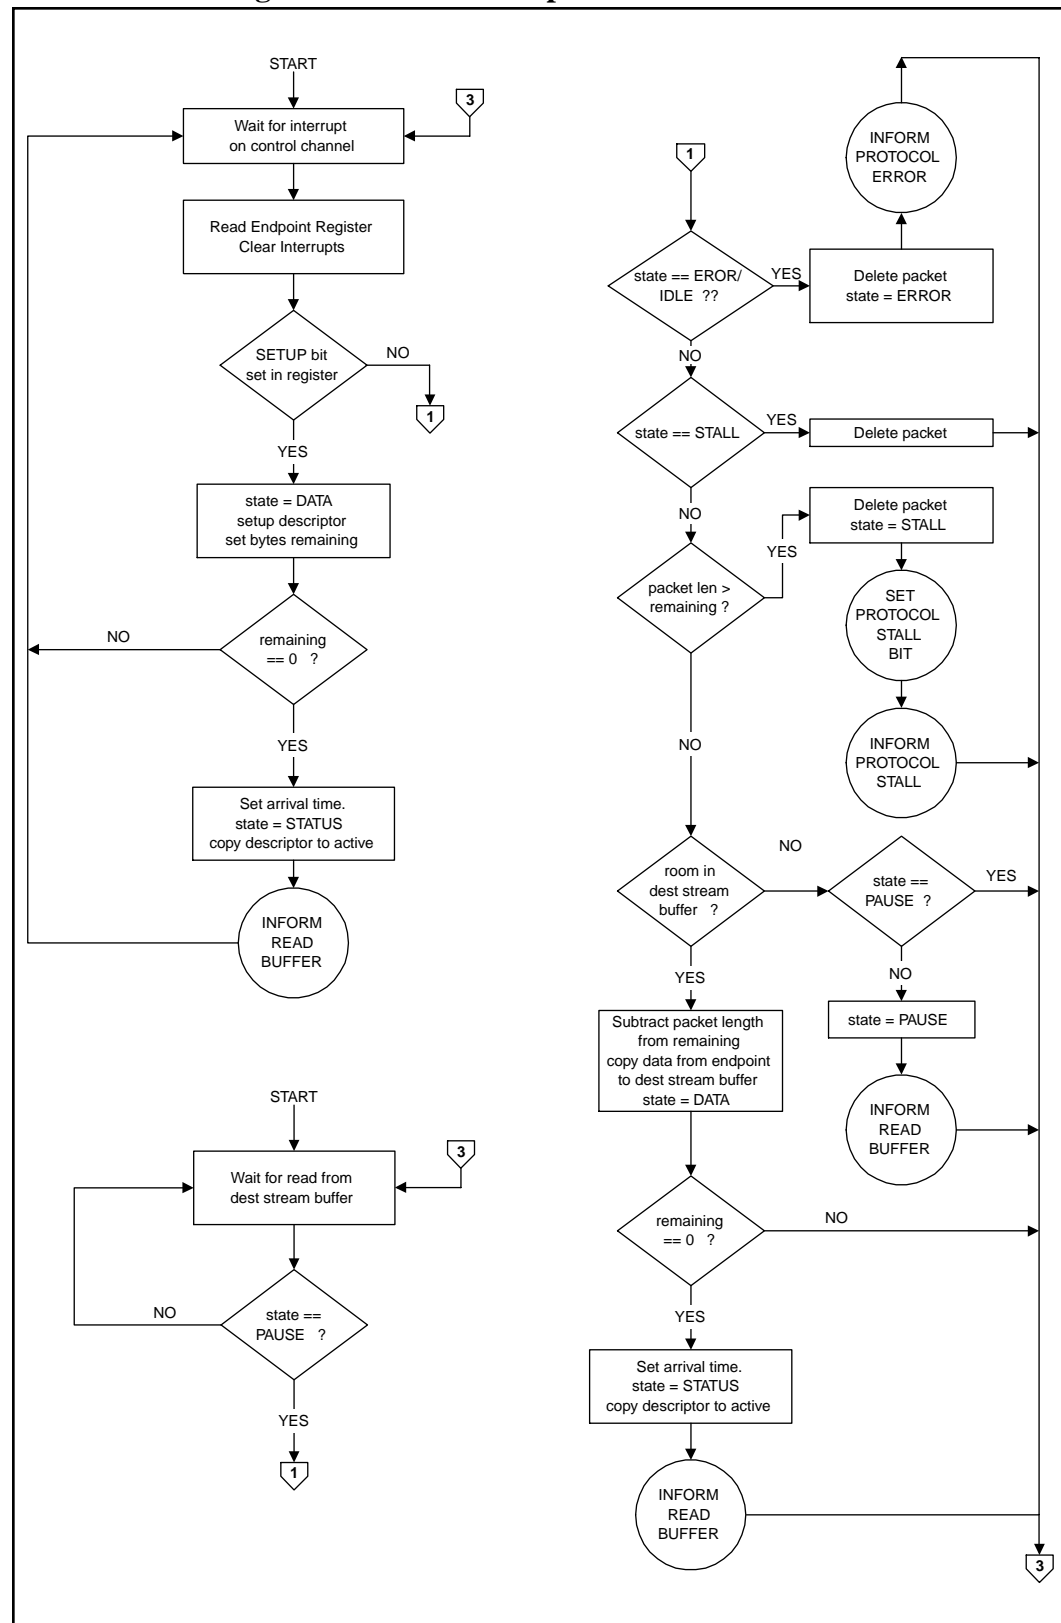 START
3
Wait for interrupt
on control channel
Read Endpoint Register
Clear Interrupts
SETUP bit
set in register
NO
1
YES
state = DATA
setup descriptor
set bytes remaining
remaining
== 0 ?
NO
YES
Set arrival time.
state = STATUS
copy descriptor to active
INFORM
READ
BUFFER
START
3
Wait for read from
dest stream buffer
state ==
PAUSE ?
NO
YES
1
1
state == EROR/
IDLE ??
YES
Delete packet
state = ERROR
INFORM
PROTOCOL
ERROR
NO
state == STALL
YES
Delete packet
NO
packet len >
remaining ?
YES
Delete packet
state = STALL
SET
PROTOCOL
STALL
BIT
INFORM
PROTOCOL
STALL
NO
room in
dest stream
buffer ?
NO
state ==
PAUSE ?
YES
NO
state = PAUSE
INFORM
READ
BUFFER
YES
Subtract packet length
from remaining
copy data from endpoint
to dest stream buffer
state = DATA
remaining
== 0 ?
NO
YES
Set arrival time.
state = STATUS
copy descriptor to active
INFORM
READ
BUFFER
3